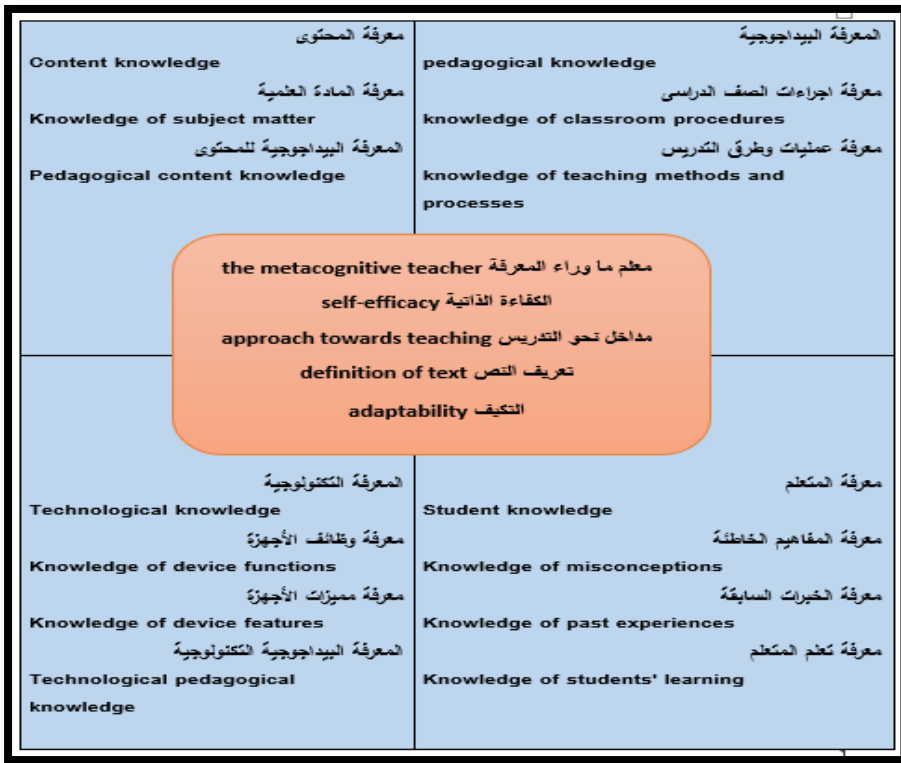 معرفة المحتوى
Content knowledge
معرفة المادة العلمية
Knowledge of subject matter
المعرفة البيداجوجية للمحتوى
Pedagogical content knowledge
المعرفة البيداجوجية
pedagogical knowledge
معرفة اجراءات الصف الدراسى
knowledge of classroom procedures
معرفة عمليات وطرق التدريس
knowledge of teaching methods and
processes
معلم ما وراء المعرفة the metacognitive teacher
الكفاءة الذاتية self-efficacy
مداخل نحو التدريس approach towards teaching
تعريف النص definition of text
التكيف adaptability
المعرفة التكنولوجية
Technological knowledge
معرفة وظائف الأجهزة
Knowledge of device functions
معرفة مميزات الأجهزة
Knowledge of device features
المعرفة البيداجوجية التكنولوجية
Technological pedagogical
knowledge
معرفة المتعلم
Student knowledge
معرفة المفاهيم الخاطئة
Knowledge of misconceptions
معرفة الخبرات السابقة
Knowledge of past experiences
معرفة تعلم المتعلم
Knowledge of students' learning